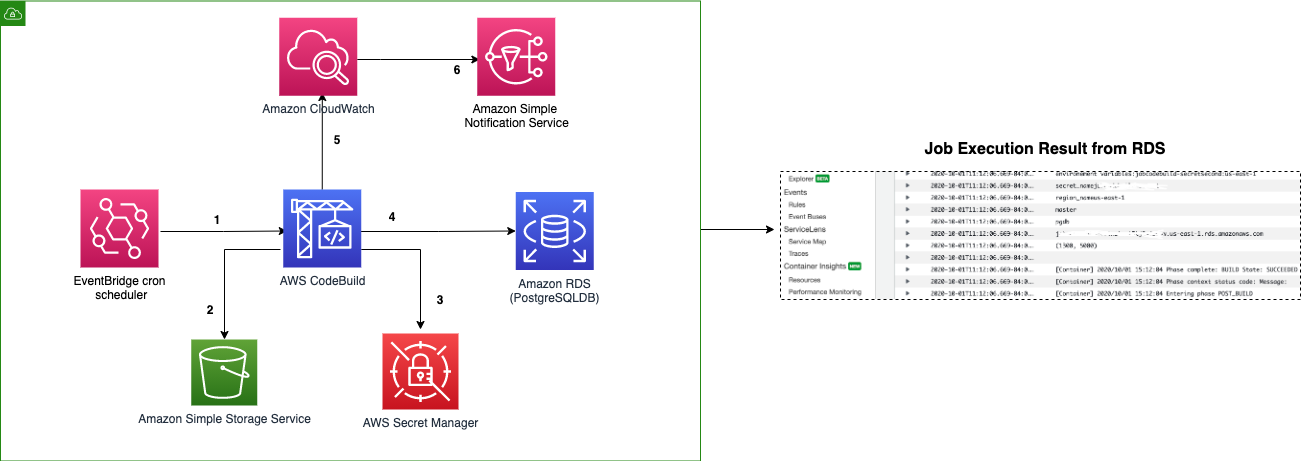 Amazon CloudWatch
6
Amazon Simple
Notification Service
5
1
4
EventBridge cron
scheduler
AWS CodeBuild
Amazon RDS
(PostgreSQLDB)
2
3
Amazon Simple Storage Service
AWS Secret Manager
Job Execution Result from RDS
Explorer BETA
Events
Rules
Event Buses
ServiceLens
Service Map
Traces
Container Insights NEW
Resources
Performance Monitoring
2020-10-01T11:12:06.669-04:0...
2020-10-01T11:12:06.669-04:0... secret_name
2020-10-01T11:12:06.669-04:0... region_nameus-east-1
2020-10-01T11:12:06.669-04:0... master
2020-10-01T11:12:06.669-04:0... pgdb
2020-10-01T11:12:06.669-04:0... .us-east-1.rds.amazonaws.com
2020-10-01T11:12:06.669-04:0... (1500, 5000)
2020-10-01T11:12:06.669-04:0...
2020-10-01T11:12:06.669-04:0... [Container] 2020/10/01 15:12:04 Phase complete: BUILD State: SUCCEEDED
2020-10-01T11:12:06.669-04:0... [Container] 2020/10/01 15:12:04 Phase context status code: Message:
2020-10-01T11:12:06.669-04:0... [Container] 2020/10/01 15:12:04 Entering phase POST_BUILD